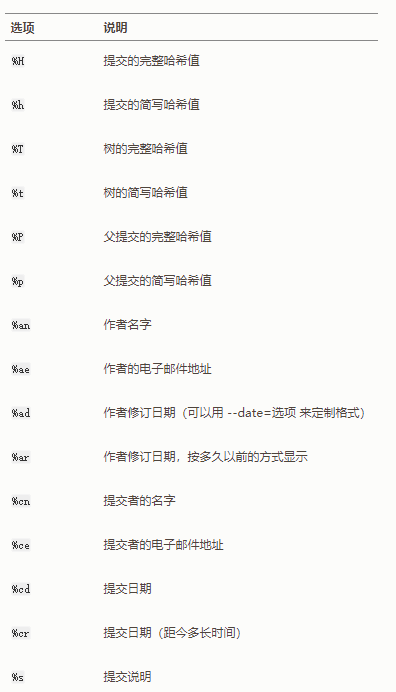 选项 说明
%H 提交的完整哈希值
%h 提交的简写哈希值
%T 树的完整哈希值
%t 树的简写哈希值
%P 父提交的完整哈希值
%p 父提交的简写哈希值
%an 作者名字
%ae 作者的电子邮件地址
%ad 作者修订日期（可以用 --date=选项 来定制格式）
%ar 作者修订日期，按多久以前的方式显示
%cn 提交者的名字
%ce 提交者的电子邮件地址
%cd 提交日期
%cr 提交日期（距今多长时间）
%s 提交说明